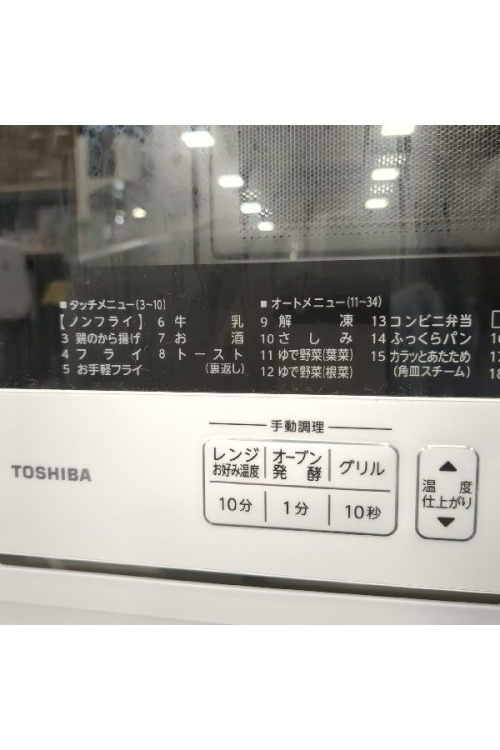 ■ タッチメニュー(3~10)
【ノンフライ】 6 牛 乳
3 鶏のから揚げ 7 お 酒
4 フ ラ イ 8 ト ー ス ト
5 お手軽フライ (裏返し)
■ オートメニュー(11~34)
9 解 凍 13 コンビニ弁当
10 さ し み 14 ふっくらパン
11 ゆで野菜(葉菜) 15 カラッとあたため
12 ゆで野菜(根菜) (角皿スチーム)
16
17
18
手動調理
レンジ オーブン グリル
お好み温度 発 酵
10分 1分 10秒
▲
温 度
仕上がり
▼
TOSHIBA